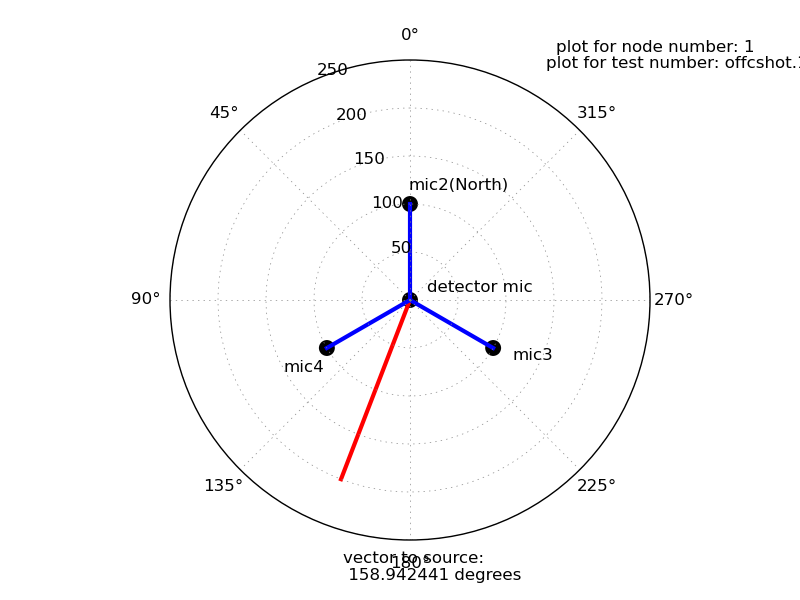 0°
plot for node number: 1
plot for test number: offcshot.1
250
45°
315°
200
150
mic2(North)
100
50
detector mic
90°
270°
mic4
mic3
135°
225°
vector to source:
180°
158.942441 degrees